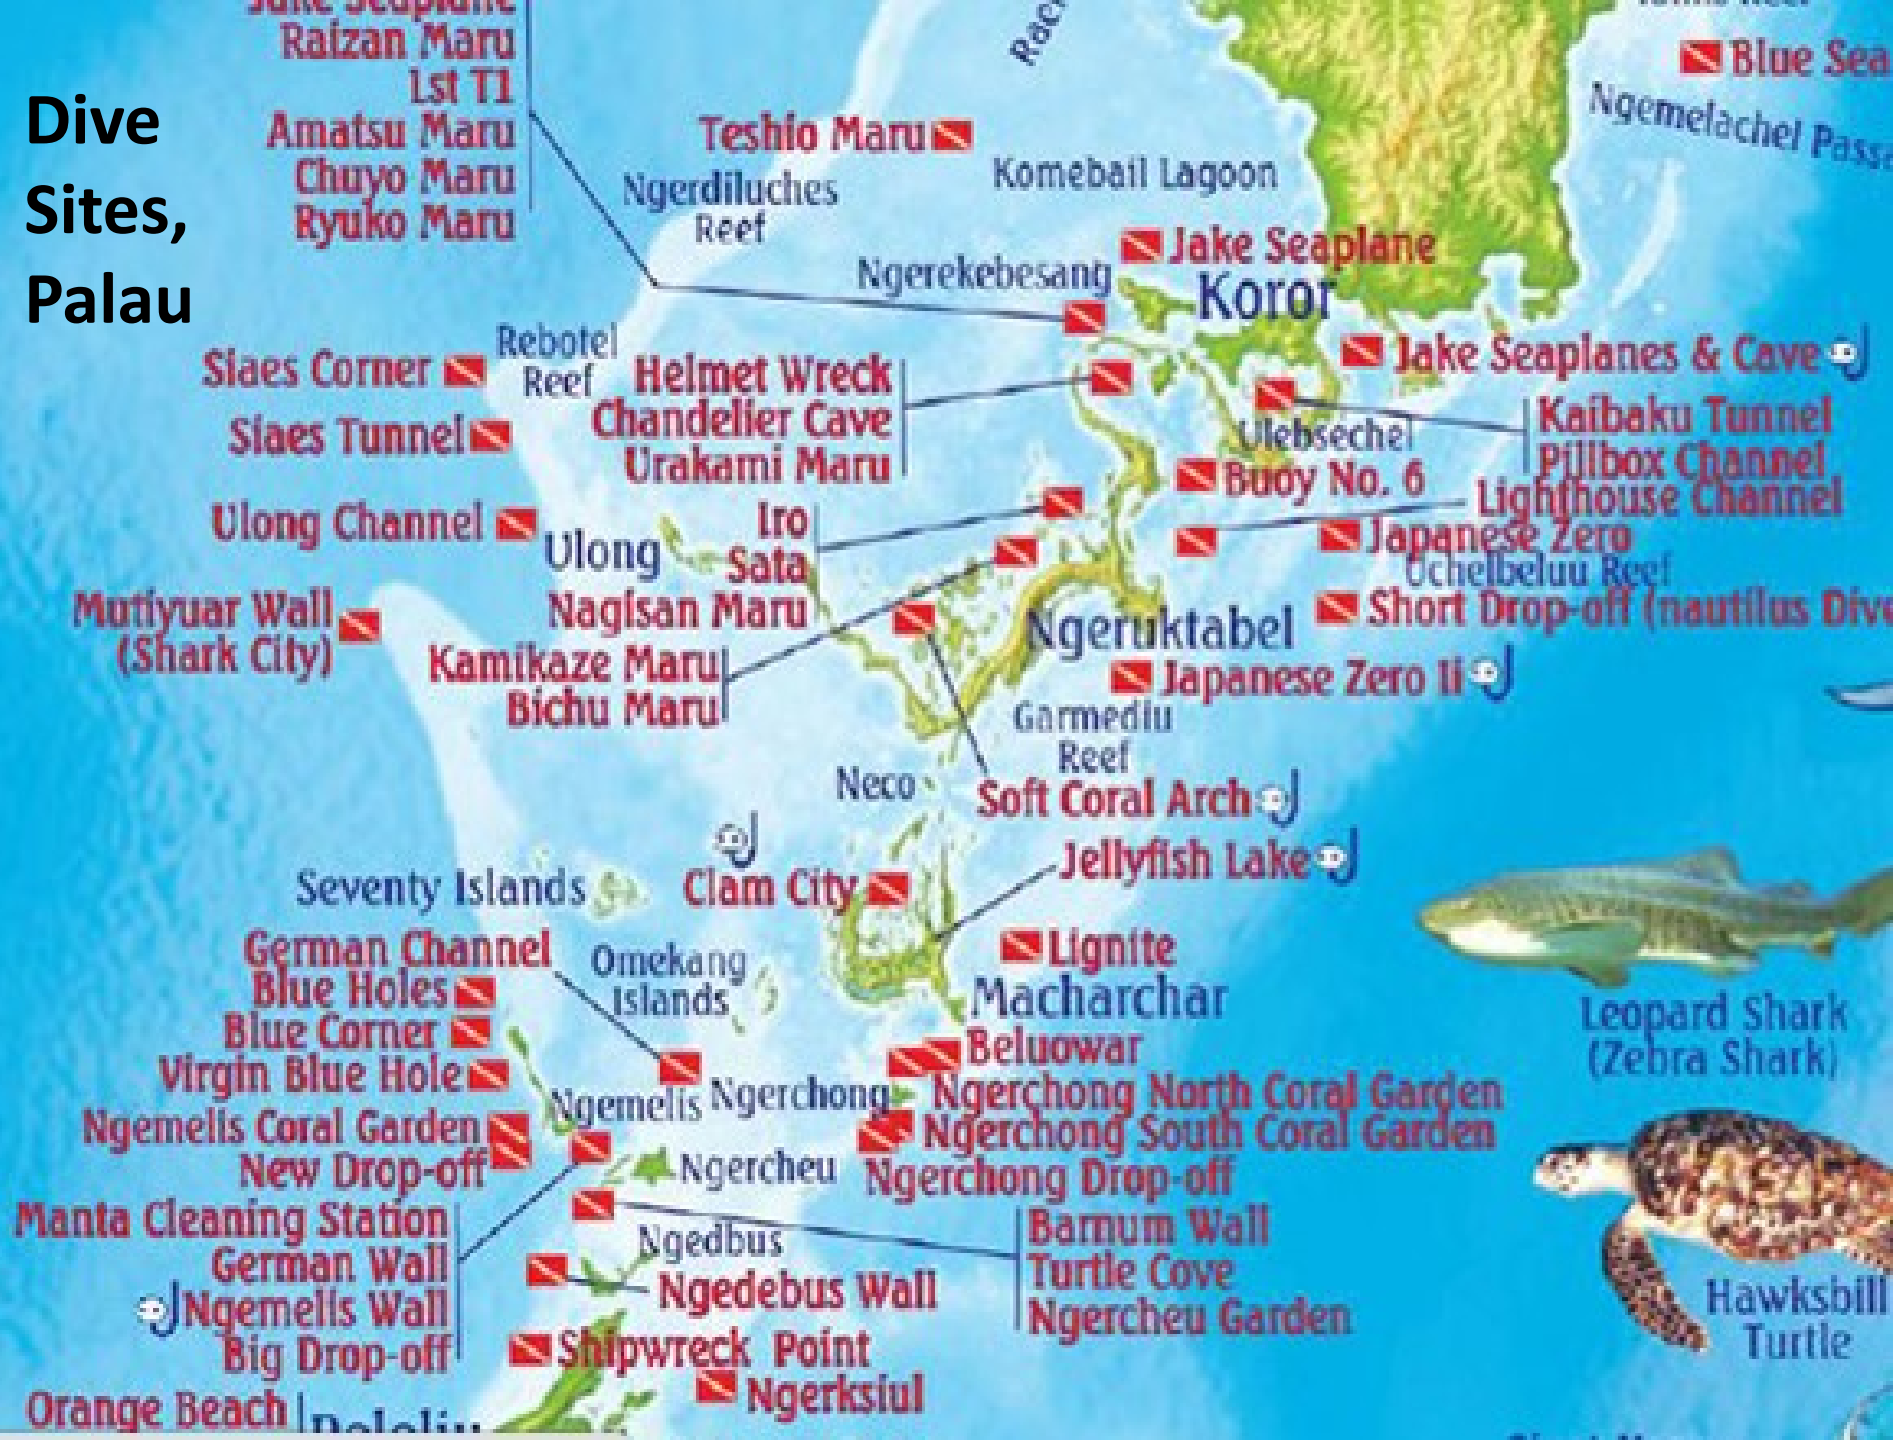 Dive
Sites,
Palau
Jake Seaplane
Raizan Maru
Lst T1
Amatsu Maru
Chuyo Maru
Ryuko Maru
Teshio Maru
Ngerdiluches
Reef
Komebail Lagoon
Blue Sea
Ngemelachel
Jake Seaplane
Ngerekebesang
Koror
Rebotel
Reef
Siaes Corner
Siaes Tunnel
Helmet Wreck
Chandelier Cave
Urakami Maru
Jake Seaplanes & Cave
Kaibaku Tunnel
Pillbox Channel
Ulebsechel
Buoy No. 6
Lighthouse Channel
Ulong Channel
Ulong
Iro
Sata
Nagisan Maru
Japanese Zero
Uchelbeluu Reef
Short Drop-off (nautilus Dive
Mutiyuar Wall
(Shark City)
Kamikaze Maru
Bichu Maru
Ngeruktabel
Japanese Zero Ii
Garmediu
Reef
Neco
Soft Coral Arch
Jellyfish Lake
Seventy Islands
Clam City
German Channel
Blue Holes
Blue Corner
Virgin Blue Hole
Omekang
Islands
Lignite
Macharchar
Leopard Shark
(Zebra Shark)
Beluowar
Ngemelis
Ngerchong
Ngerchong North Coral Garden
Ngerchong South Coral Garden
Ngerchong Drop-off
Ngemelis Coral Garden
New Drop-off
Ngercheu
Manta Cleaning Station
German Wall
Ngemelis Wall
Big Drop-off
Ngedbus
Ngedebus Wall
Barnum Wall
Turtle Cove
Ngercheu Garden
Hawksbill
Turtle
Shipwreck Point
Ngerksiul
Orange Beach